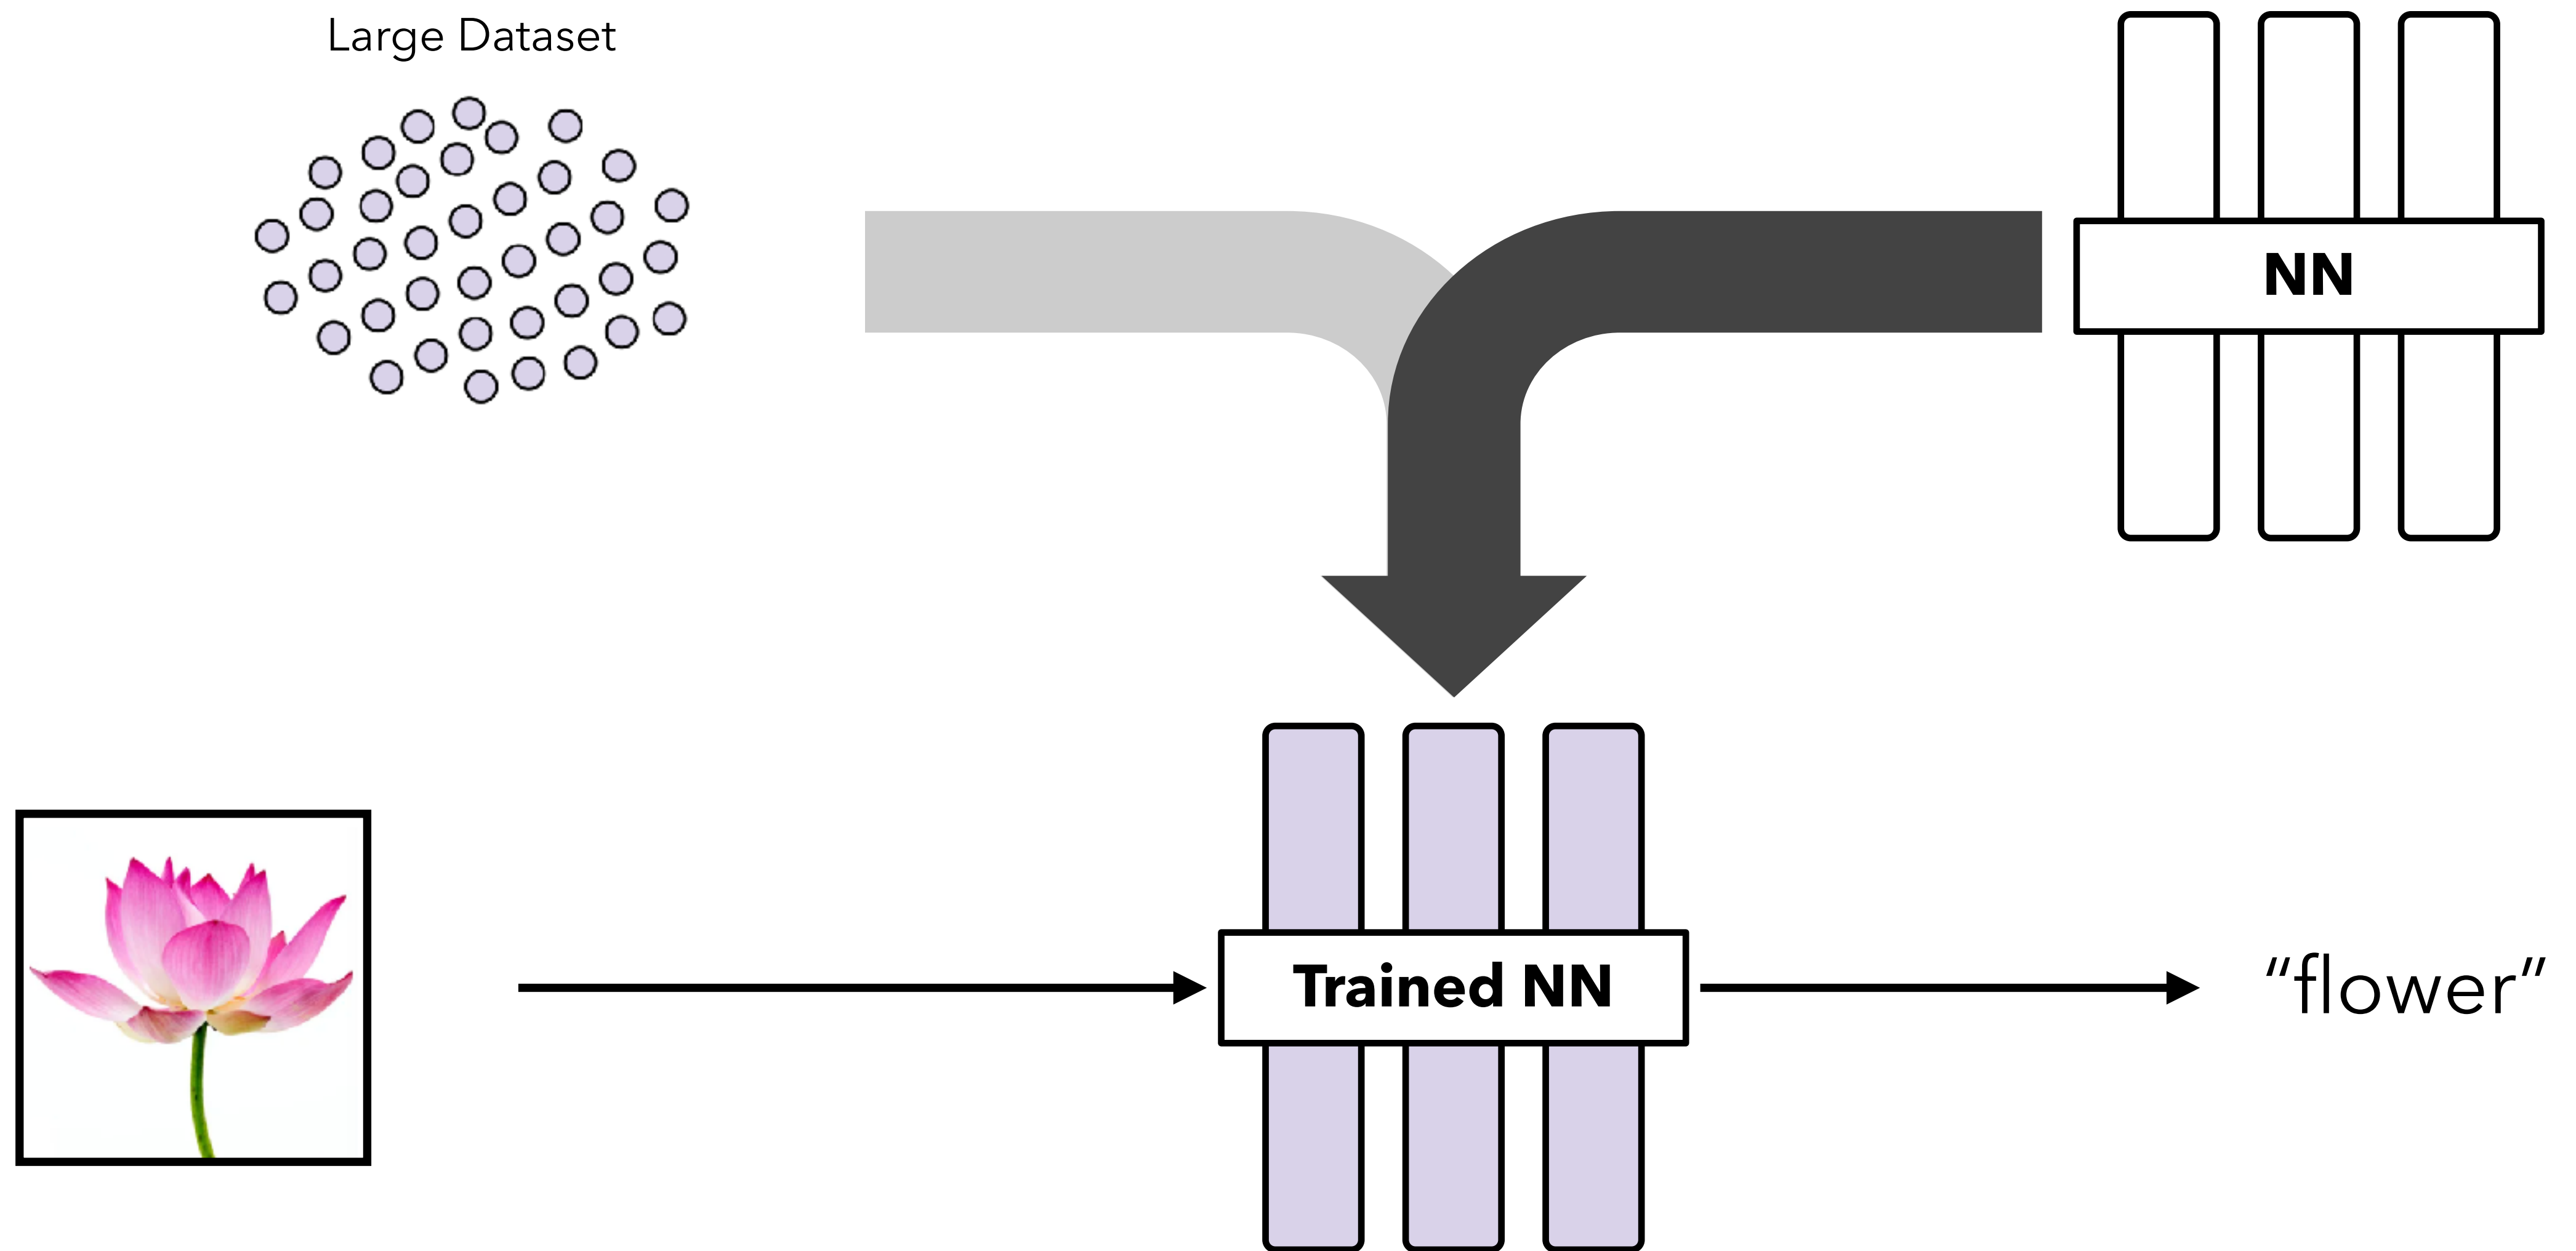 Large Dataset
NN
Trained NN
“flower”